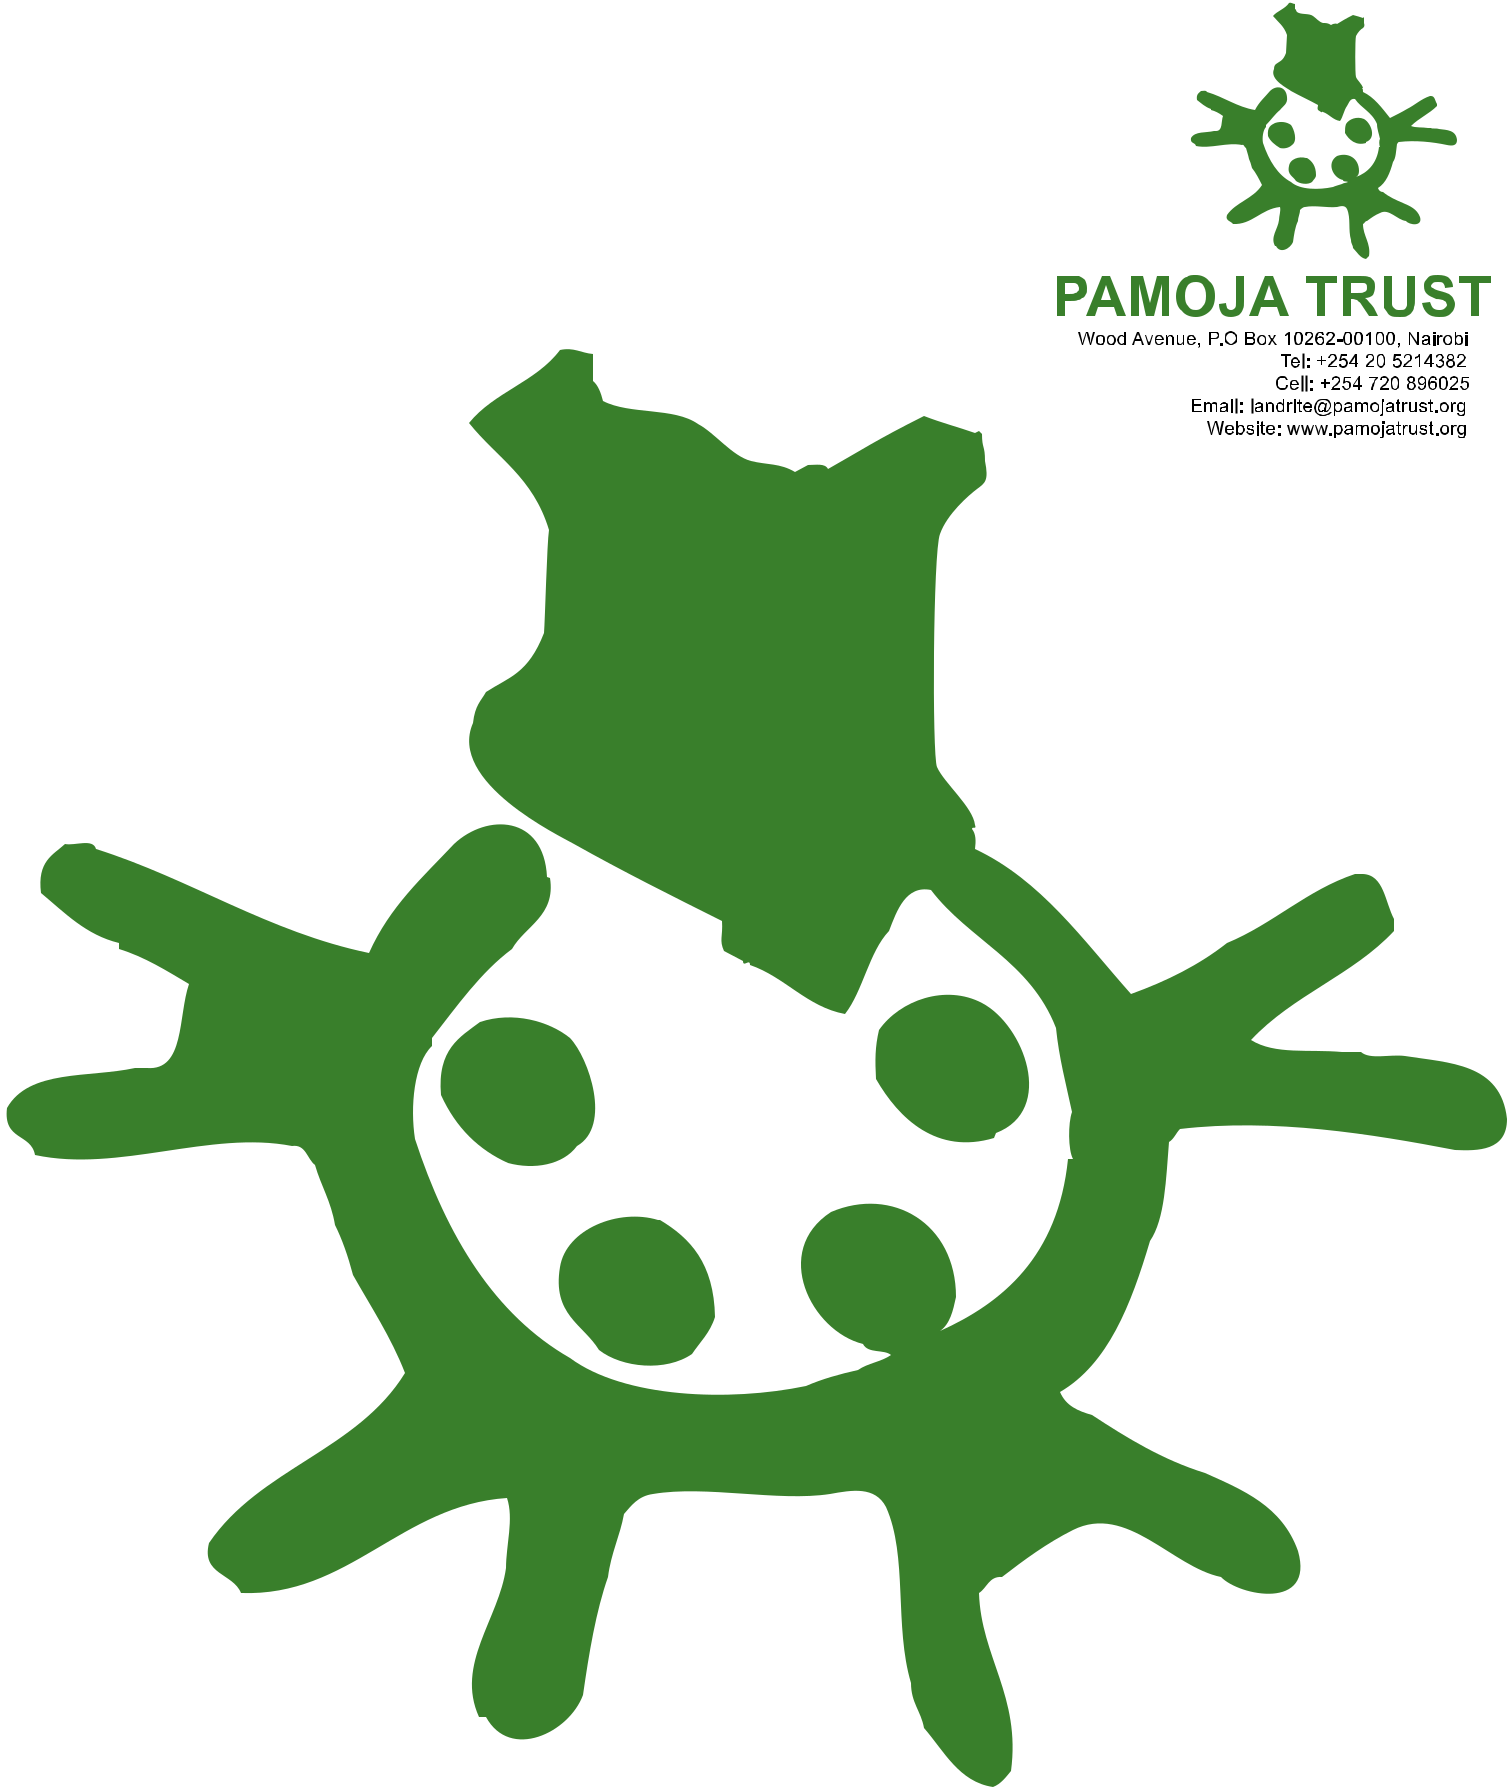 PAMOJA TRUST
Wood Avenue, P.O Box 10262-00100, Nairobi
Tel: +254 20 5214382
Cell: +254 720 896025
Email: landrite@pamojatrust.org
Website: www.pamojatrust.org